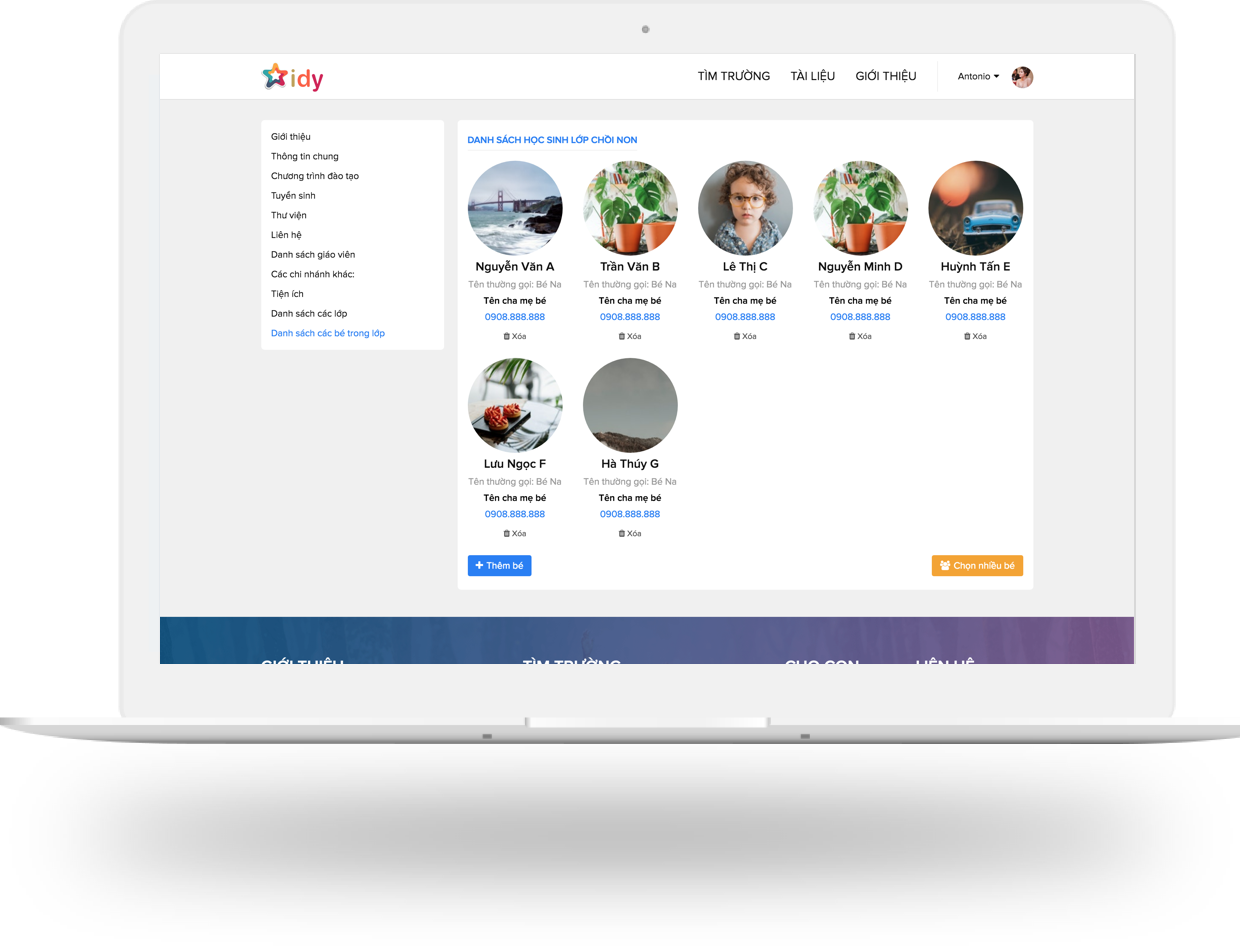 idy
TÌM TRƯỜNG TÀI LIỆU GIỚI THIỆU Antonio
Giới thiệu
Thông tin chung
Chương trình đào tạo
Tuyển sinh
Thư viện
Liên hệ
Danh sách giáo viên
Các chi nhánh khác:
Tiện ích
Danh sách các lớp
Danh sách các bé trong lớp
DANH SÁCH HỌC SINH LỚP CHỒI NON
Nguyễn Văn A Trần Văn B Lê Thị C Nguyễn Minh D Huỳnh Tấn E
Tên thường gọi: Bé Na Tên thường gọi: Bé Na Tên thường gọi: Bé Na Tên thường gọi: Bé Na Tên thường gọi: Bé Na
Tên cha mẹ bé Tên cha mẹ bé Tên cha mẹ bé Tên cha mẹ bé Tên cha mẹ bé
0908.888.888 0908.888.888 0908.888.888 0908.888.888 0908.888.888
Xóa Xóa Xóa Xóa Xóa
Lưu Ngọc F Hà Thúy G
Tên thường gọi: Bé Na Tên thường gọi: Bé Na
Tên cha mẹ bé Tên cha mẹ bé
0908.888.888 0908.888.888
Xóa Xóa
Thêm bé Chọn nhiều bé
GIỚI THIỆU TÌM TRƯỜNG CHO CON LIÊN HỆ